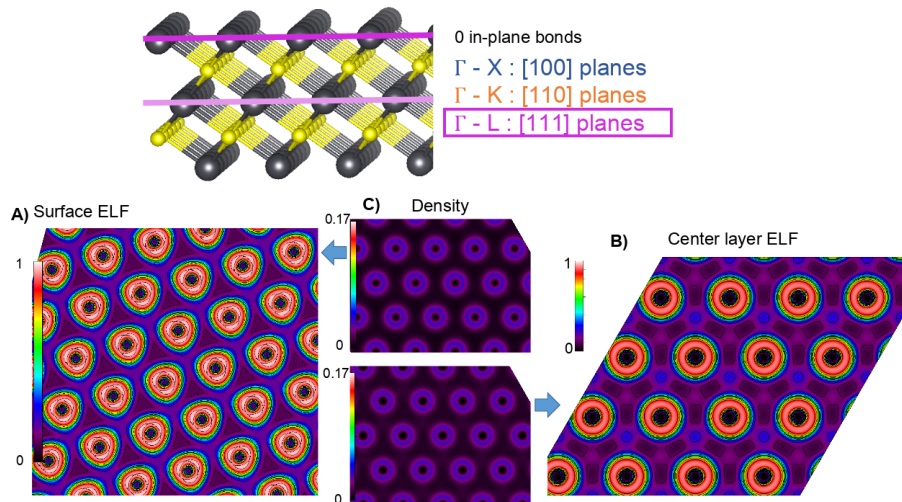 0 in-plane bonds
Γ - X : [100] planes
Γ - K : [110] planes
Γ - L : [111] planes
A) Surface ELF
1
0
C) Density
0.17
0
0.17
0
B) Center layer ELF
1
0